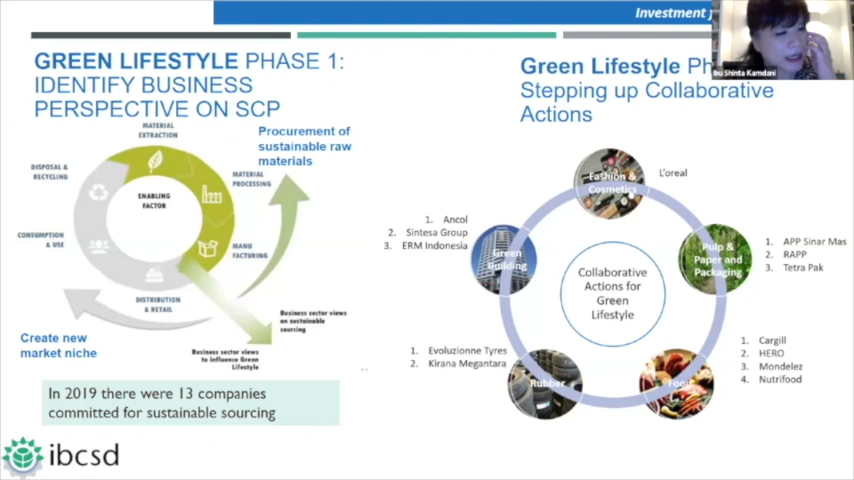 Investment
Ibu Shinta Kamdani
GREEN LIFESTYLE PHASE 1:
IDENTIFY BUSINESS
PERSPECTIVE ON SCP
MATERIAL
EXTRACTION
Procurement of
sustainable raw
materials
DISPOSAL &
RECYCLING
MATERIAL
PROCESSING
ENABLING
FACTOR
CONSUMPTION
& USE
MANU
FACTURING
DISTRIBUTION
& RETAIL
Business sector views
on sustainable
sourcing
Create new
market niche
Business sector views
to influence Green
Lifestyle
In 2019 there were 13 companies
committed for sustainable sourcing
ibcsd
Green Lifestyle
Stepping up Collaborative
Actions
Fashion &
Cosmetics
L'oreal
1. Ancol
2. Sintesa Group
3. ERM Indonesia
Green
Building
Pulp &
Paper and
Packaging
1. APP Sinar Mas
2. RAPP
3. Tetra Pak
Collaborative
Actions for
Green
Lifestyle
1. Evoluzionne Tyres
2. Kirana Megantara
Rubber
Food
1. Cargill
2. HERO
3. Mondelez
4. Nutrifood